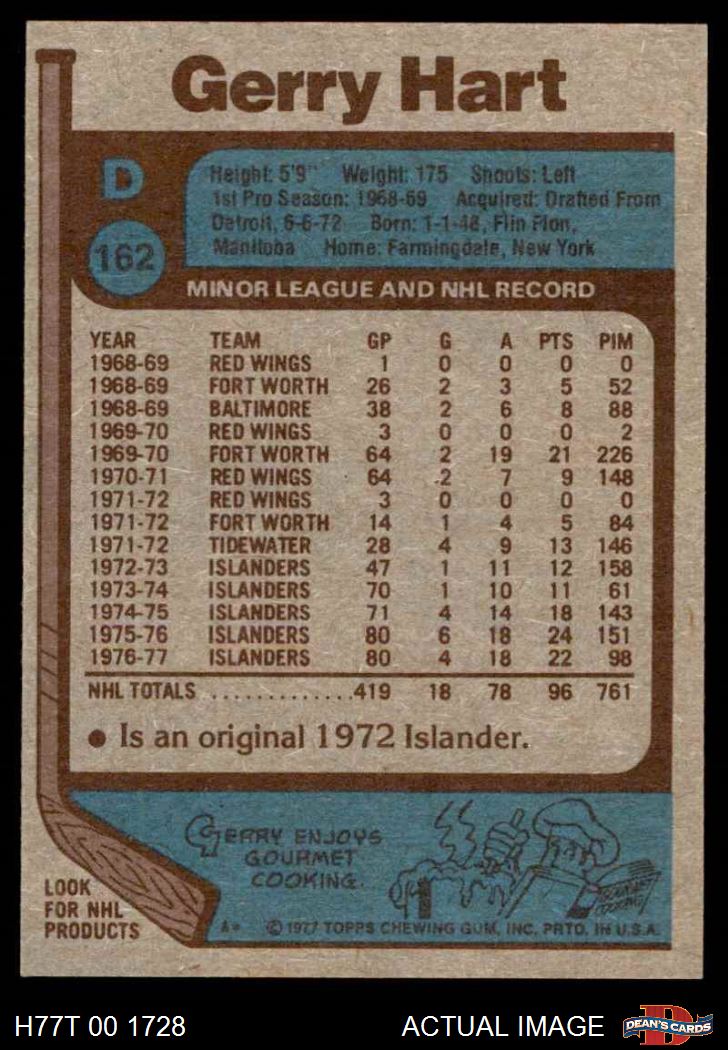 Gerry Hart
D
162
Height: 5'9" Weight: 175 Shoots: Left
1st Pro Season: 1968-69 Acquired: Drafted From
Detroit, 6-6-72 Born: 1-1-48, Flin Flon,
Manitoba Home: Farmingdale, New York
MINOR LEAGUE AND NHL RECORD
YEAR TEAM GP G A PTS PIM
1968-69 RED WINGS 1 0 0 0 0
1968-69 FORT WORTH 26 2 3 5 52
1968-69 BALTIMORE 38 2 6 8 88
1969-70 RED WINGS 3 0 0 0 2
1969-70 FORT WORTH 64 2 19 21 226
1970-71 RED WINGS 64 2 7 9 148
1971-72 RED WINGS 3 0 0 0 0
1971-72 FORT WORTH 14 1 4 5 84
1971-72 TIDEWATER 28 4 9 13 146
1972-73 ISLANDERS 47 1 11 12 158
1973-74 ISLANDERS 70 1 10 11 61
1974-75 ISLANDERS 71 4 14 18 143
1975-76 ISLANDERS 80 6 18 24 151
1976-77 ISLANDERS 80 4 18 22 98
NHL TOTALS .............419 18 78 96 761
● Is an original 1972 Islander.
GERRY ENJOYS
GOURMET
COOKING.
GOURMET
COOKING
LOOK
FOR NHL
PRODUCTS
A* © 1977 TOPPS CHEWING GUM, INC. PRTD. IN U.S.A.
H77T 00 1728 ACTUAL IMAGE D DEAN'S CARDS